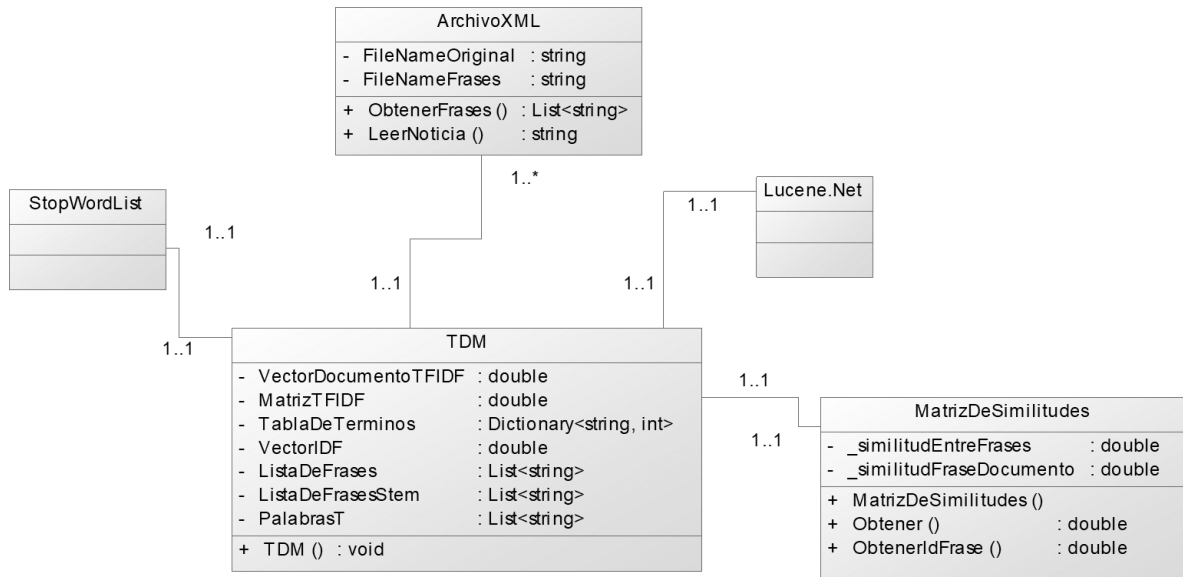 ArchivoXML
- FileNameOriginal : string
- FileNameFrases : string
+ ObtenerFrases () : List<string>
+ LeerNoticia () : string
1..*
StopWordList
1..1
Lucene.Net
1..1
1..1
1..1
1..1
TDM
- VectorDocumentoTFIDF : double
- MatrizTFIDF : double
- TablaDeTerminos : Dictionary<string, int>
- VectorIDF : double
- ListaDeFrases : List<string>
- ListaDeFrasesStem : List<string>
- PalabrasT : List<string>
+ TDM () : void
1..1
1..1
MatrizDeSimilitudes
- _similitudEntreFrases : double
- _similitudFraseDocumento : double
+ MatrizDeSimilitudes ()
+ Obtener () : double
+ ObtenerIdFrase () : double